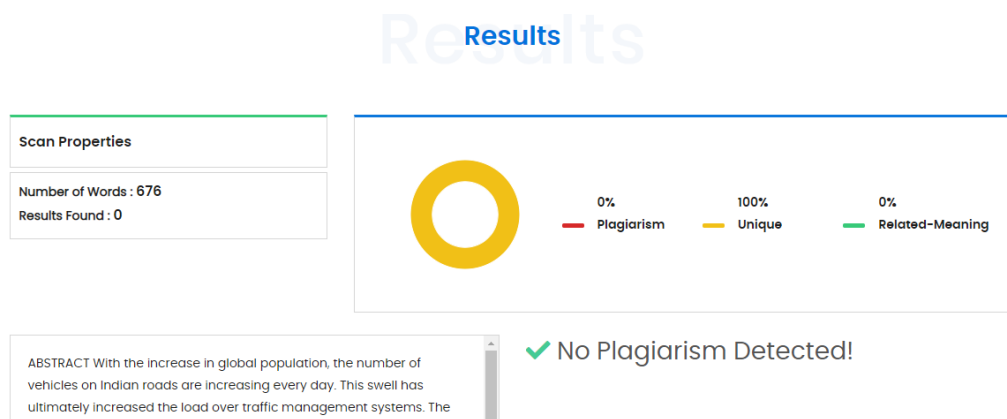 Results
Results
Scan Properties
Number of Words : 676
Results Found : 0
0%
Plagiarism
100%
Unique
0%
Related-Meaning
ABSTRACT With the increase in global population, the number of
vehicles on Indian roads are increasing every day. This swell has
ultimately increased the load over traffic management systems. The
No Plagiarism Detected!